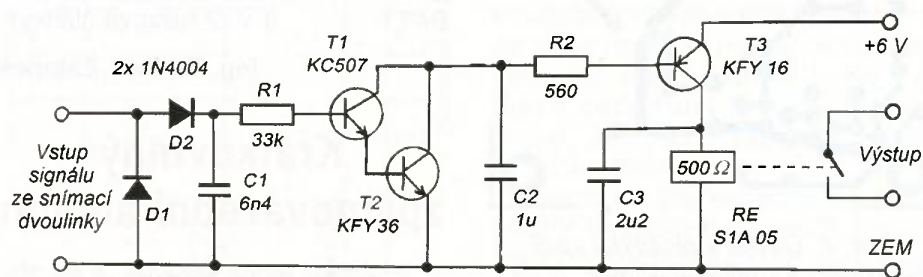 2x 1N4004
D2
Vstup
signálu
ze snímací
dvoulinky
D1
C1
6n4
R1
33k
T1
KC507
T2
KFY36
C2
1u
R2
560
C3
2u2
T3
KFY 16
500 Ω
RE
S1A 05
+6 V
Výstup
ZEM